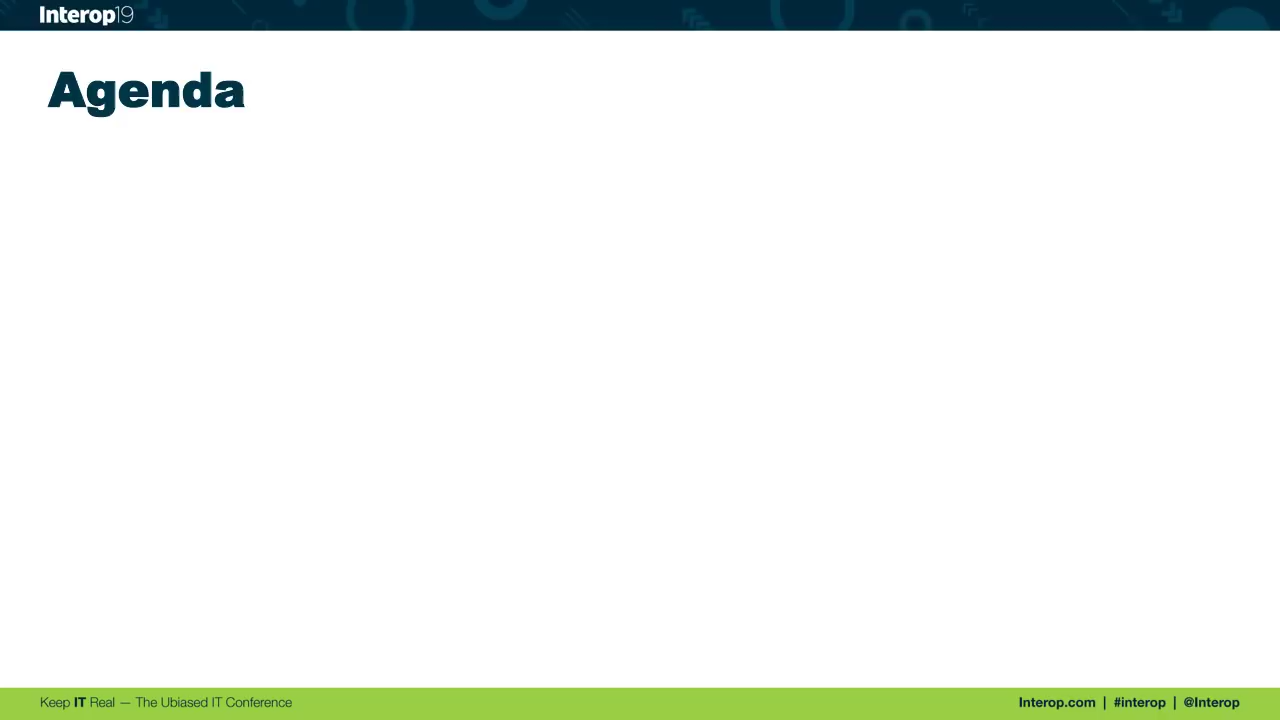 Interop19
Agenda
Keep IT Real — The Ubiased IT Conference
Interop.com | #interop | @Interop